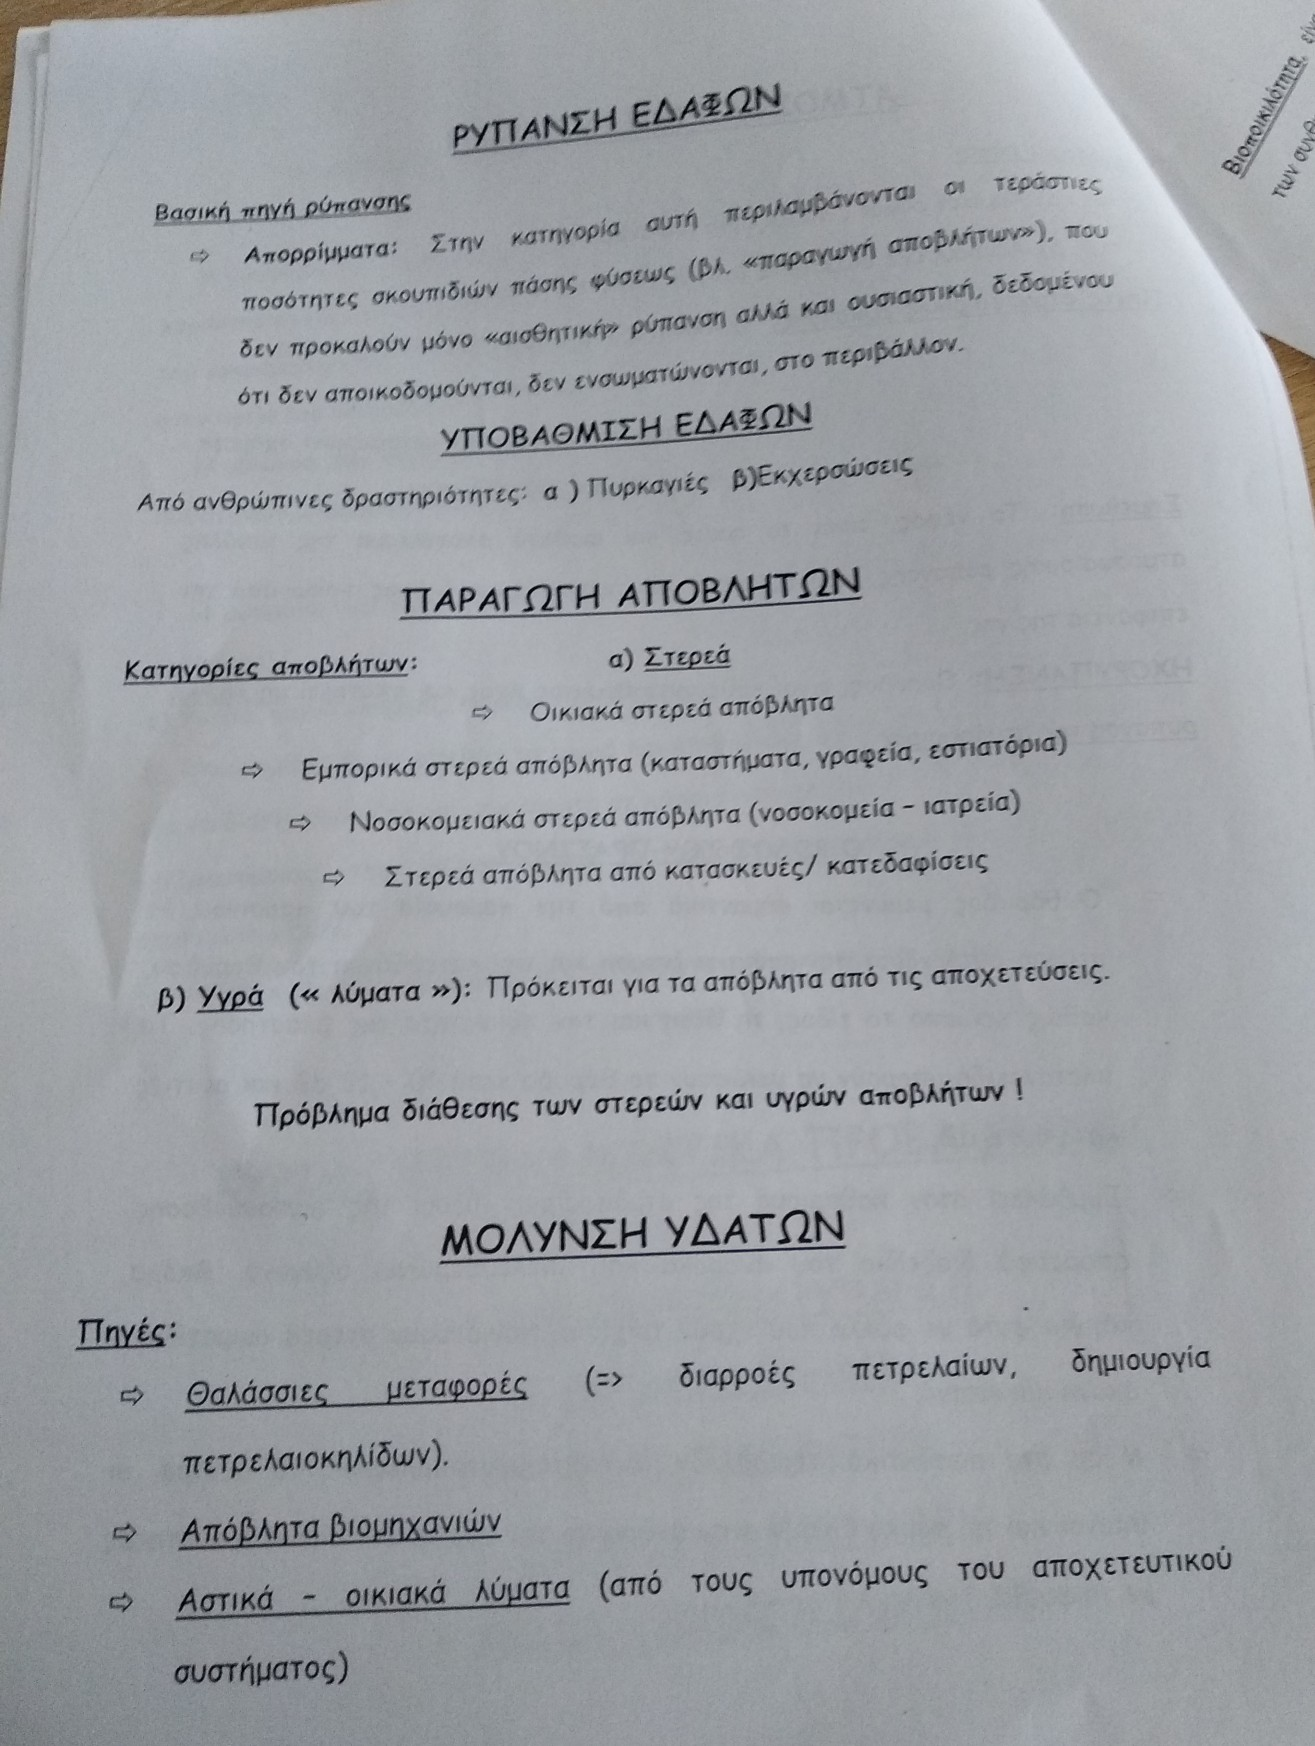 ΡΥΠΑΝΣΗ ΕΔΑΦΩΝ
Βασική πηγή ρύπανσης
⇨ Απορρίμματα: Στην κατηγορία αυτή περιλαμβάνονται οι τεράστιες
ποσότητες σκουπιδιών πάσης φύσεως (βλ. «παραγωγή αποβλήτων»), που
δεν προκαλούν μόνο «αισθητική» ρύπανση αλλά και ουσιαστική, δεδομένου
ότι δεν αποικοδομούνται, δεν ενσωματώνονται, στο περιβάλλον.
ΥΠΟΒΑΘΜΙΣΗ ΕΔΑΦΩΝ
Από ανθρώπινες δραστηριότητες: α ) Πυρκαγιές β)Εκχερσώσεις
ΠΑΡΑΓΩΓΗ ΑΠΟΒΛΗΤΩΝ
Κατηγορίες αποβλήτων: α) Στερεά
⇨ Οικιακά στερεά απόβλητα
⇨ Εμπορικά στερεά απόβλητα (καταστήματα, γραφεία, εστιατόρια)
⇨ Νοσοκομειακά στερεά απόβλητα (νοσοκομεία – ιατρεία)
⇨ Στερεά απόβλητα από κατασκευές/ κατεδαφίσεις
β) Υγρά (« λύματα »): Πρόκειται για τα απόβλητα από τις αποχετεύσεις.
Πρόβλημα διάθεσης των στερεών και υγρών αποβλήτων !
ΜΟΛΥΝΣΗ ΥΔΑΤΩΝ
Πηγές:
⇨ Θαλάσσιες μεταφορές (=> διαρροές πετρελαίων, δημιουργία
πετρελαιοκηλίδων).
⇨ Απόβλητα βιομηχανιών
⇨ Αστικά – οικιακά λύματα (από τους υπονόμους του αποχετευτικού
συστήματος)
Βιοποικιλότητα,
των